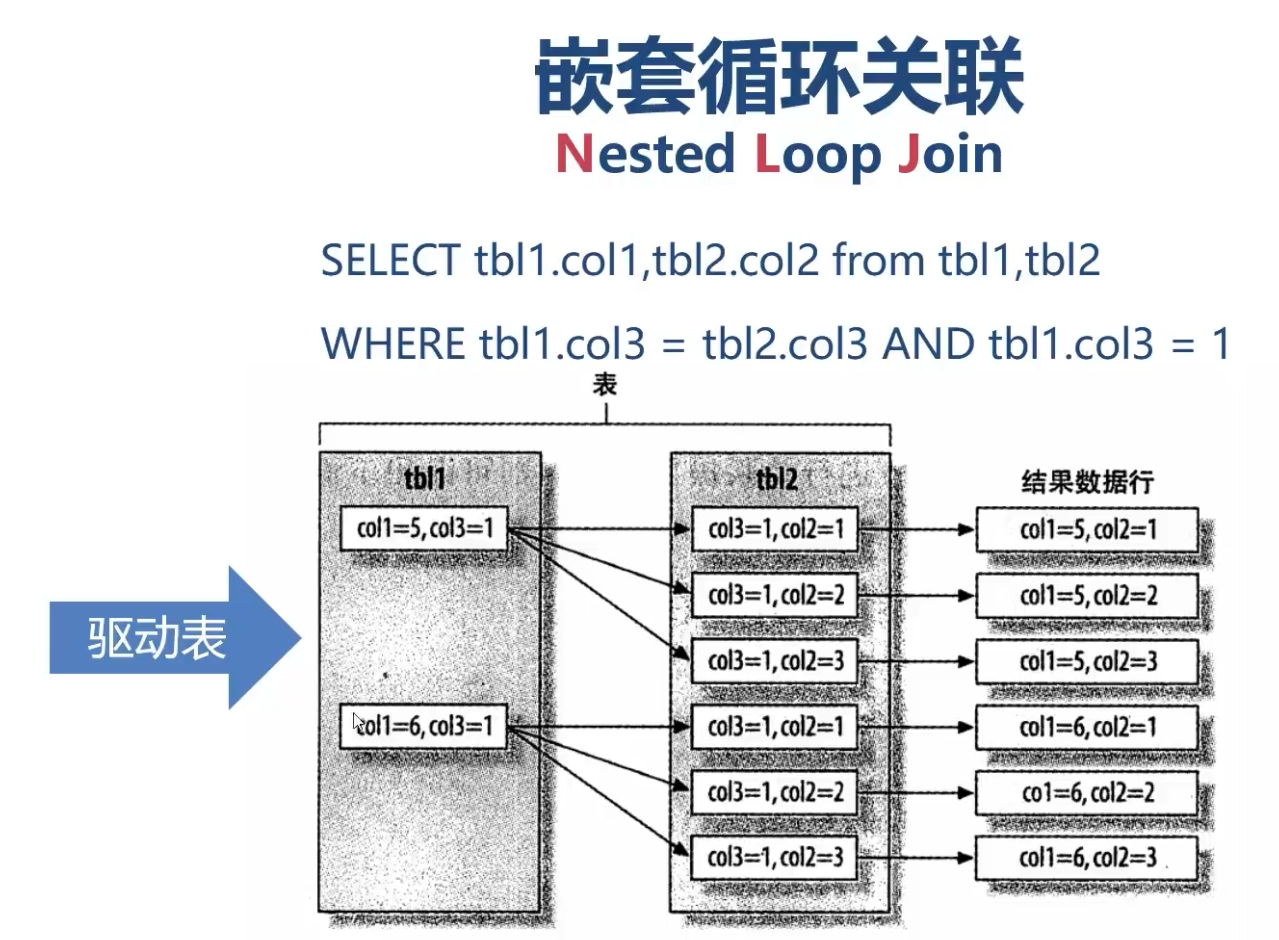 嵌套循环关联
Nested Loop Join
SELECT tbl1.col1,tbl2.col2 from tbl1,tbl2
WHERE tbl1.col3 = tbl2.col3 AND tbl1.col3 = 1
表
tbl1
tbl2
结果数据行
col1=5,col3=1
col3=1,col2=1
col1=5,col2=1
col3=1,col2=2
col1=5,col2=2
驱动表
col3=1,col2=3
col1=5,col2=3
col1=6,col3=1
col3=1,col2=1
col1=6,col2=1
col3=1,col2=2
co1=6,col2=2
col3=1,col2=3
col1=6,col2=3